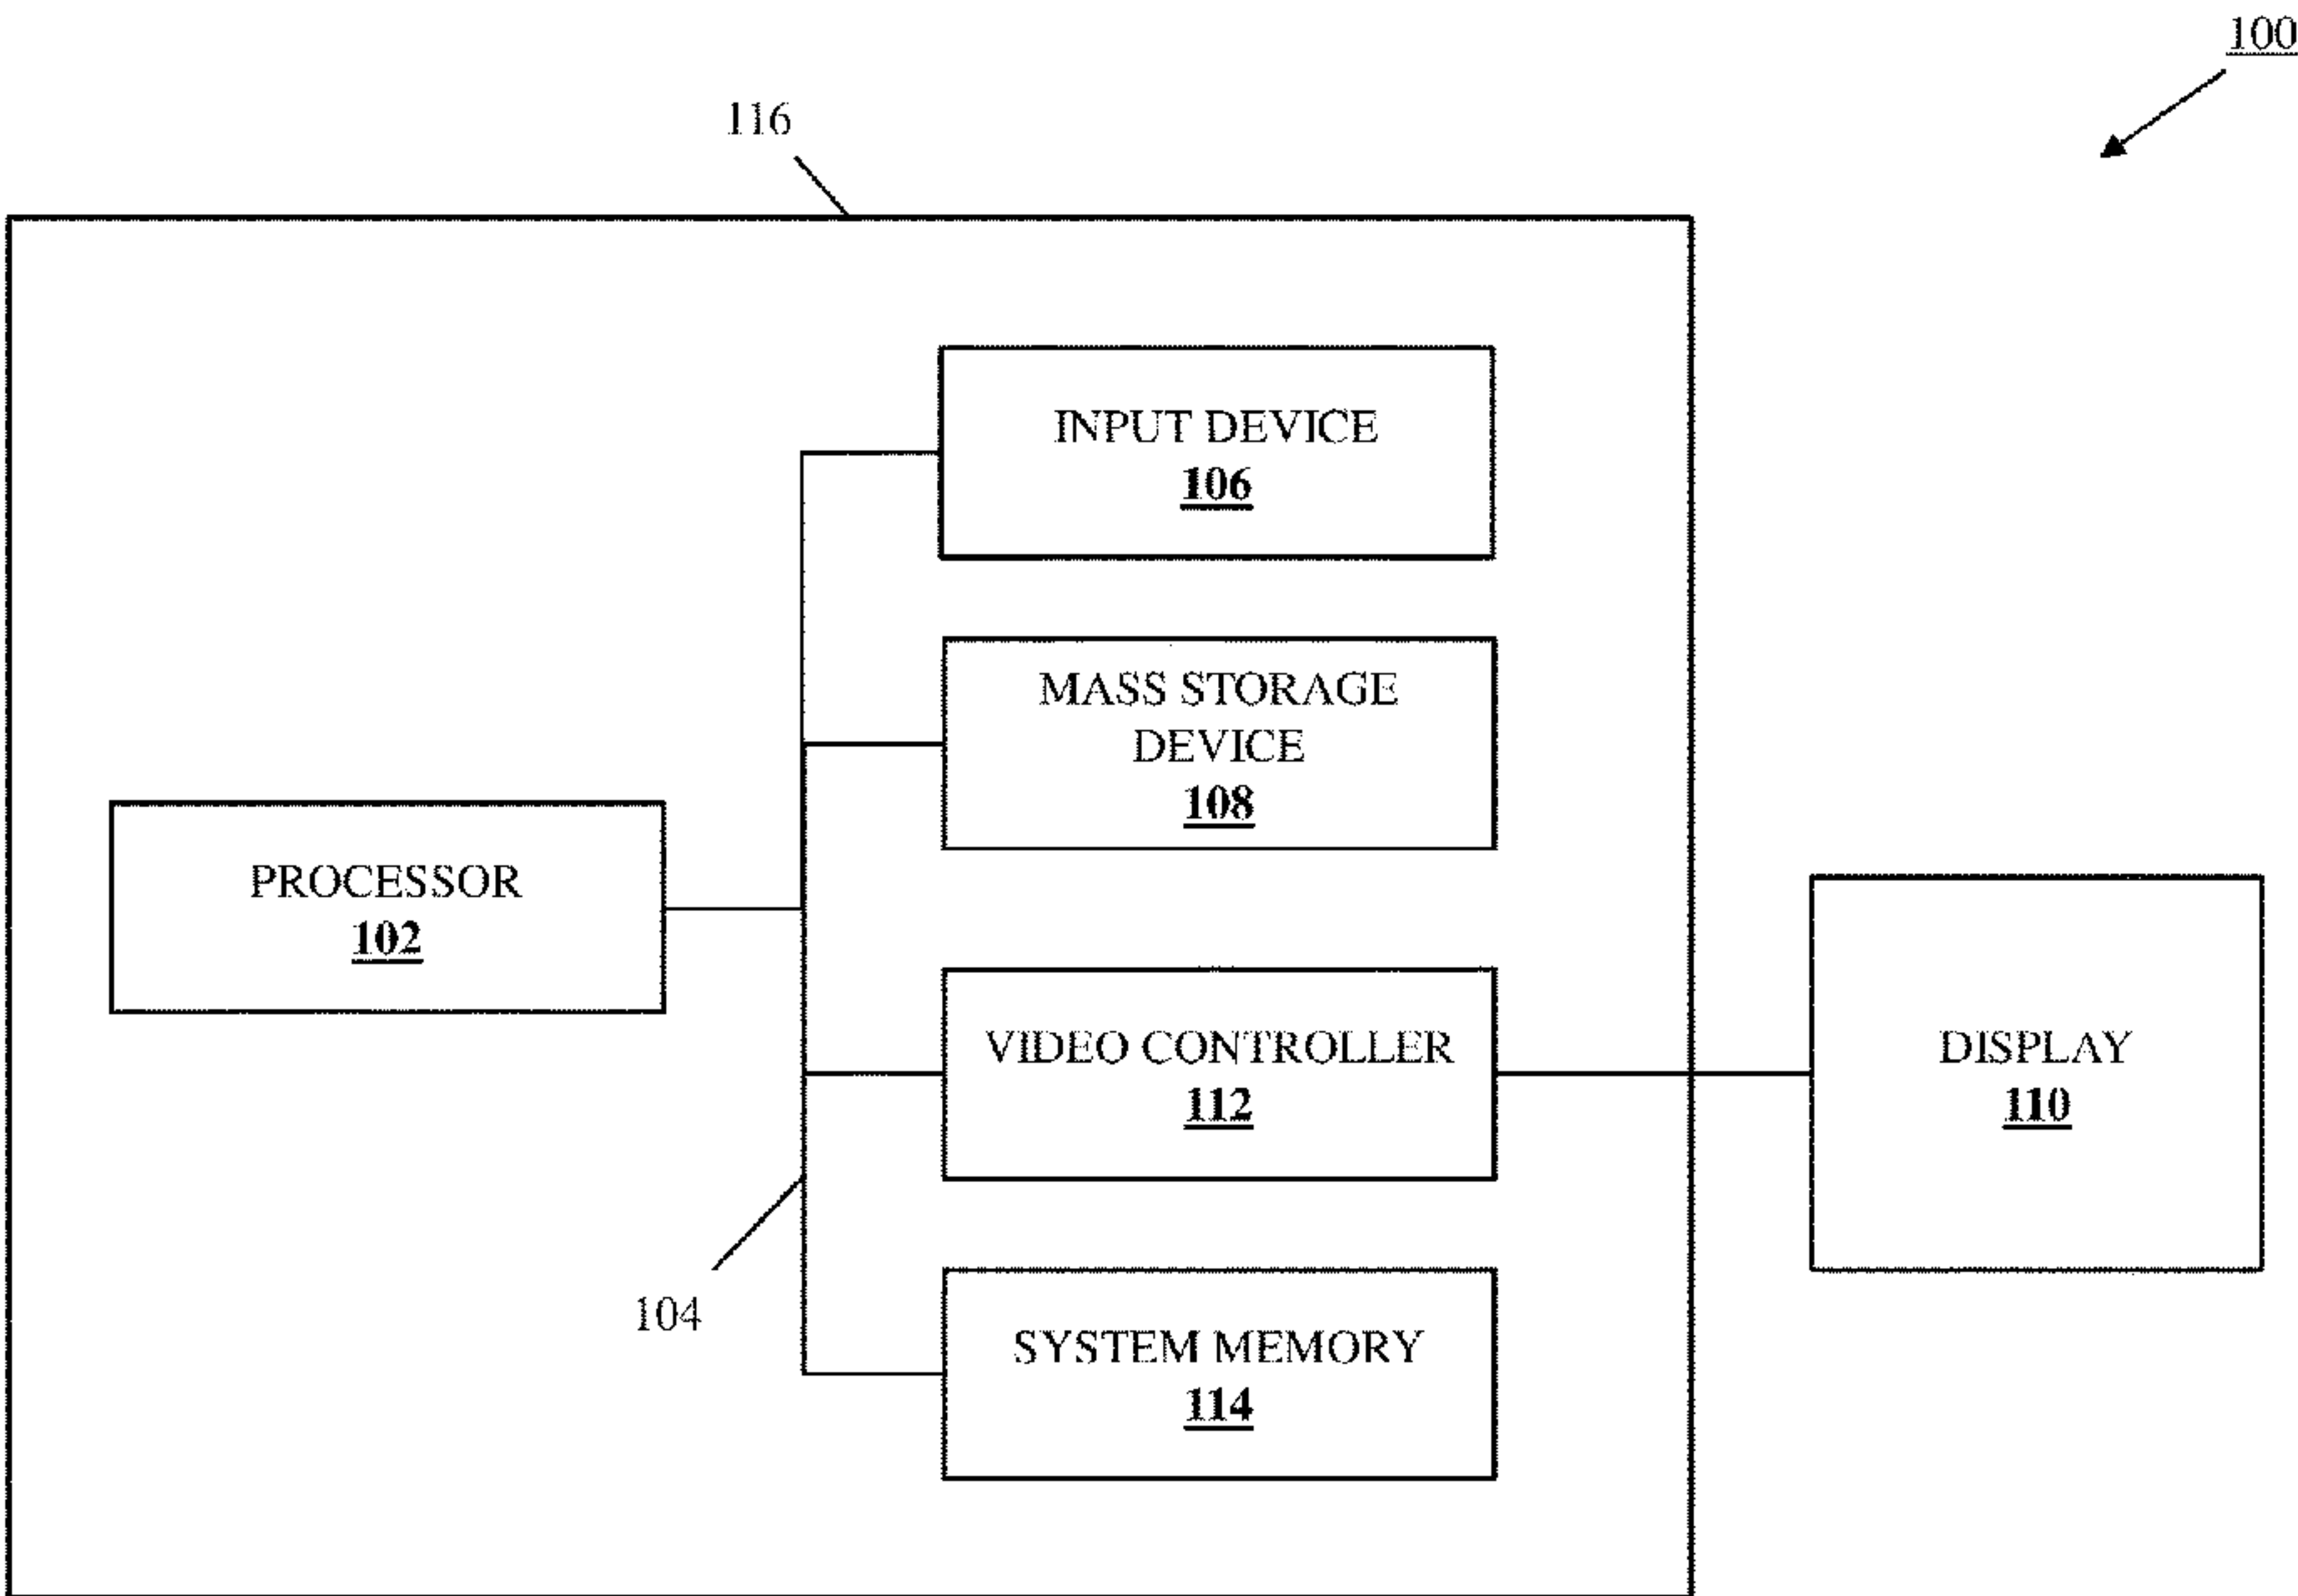 100
116
INPUT DEVICE
106
MASS STORAGE
DEVICE
108
PROCESSOR
102
VIDEO CONTROLLER
112
DISPLAY
110
104
SYSTEM MEMORY
114